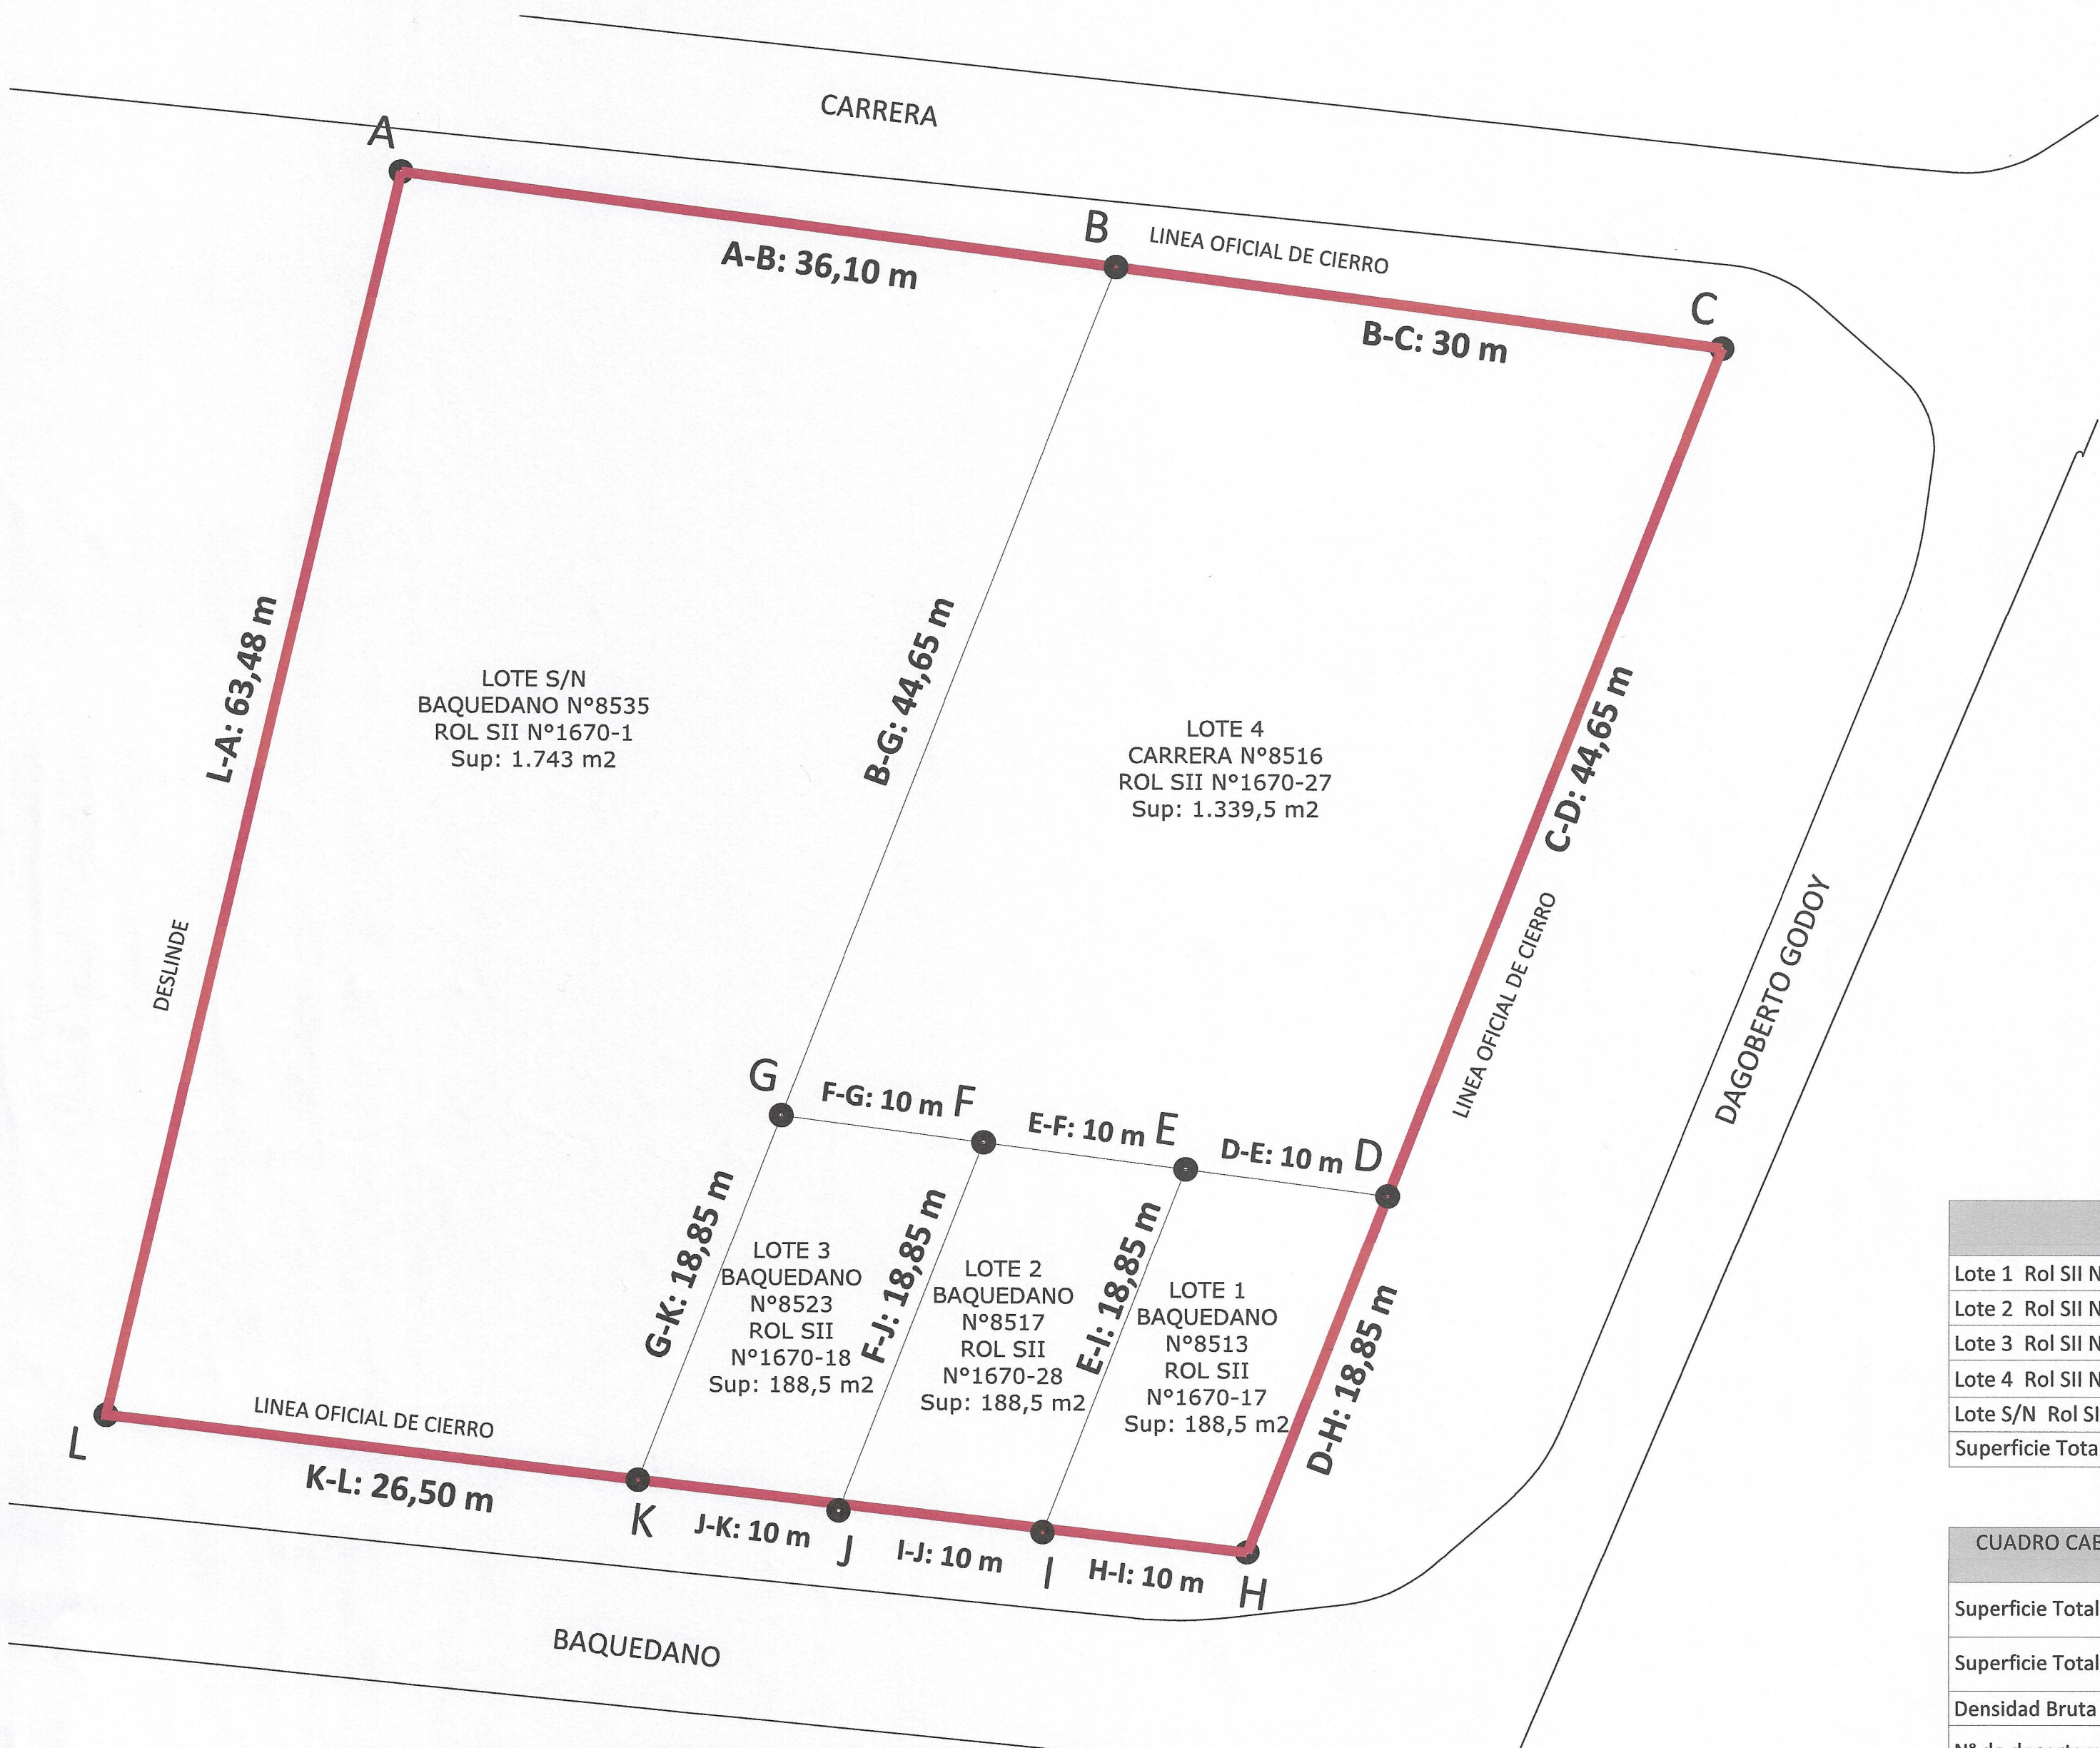 CARRERA
A
B
LINEA OFICIAL DE CIERRO
A-B: 36,10 m
C
B-C: 30 m
L-A: 63,48 m
B-G: 44,65 m
C-D: 44,65 m
LOTE S/N
BAQUEDANO N°8535
ROL SII N°1670-1
Sup: 1.743 m2
LOTE 4
CARRERA N°8516
ROL SII N°1670-27
Sup: 1.339,5 m2
DESLINDE
LINEA OFICIAL DE CIERRO
DAGOBERTO GODOY
G
F-G: 10 m
F
E-F: 10 m
E
D-E: 10 m
D
G-K: 18,85 m
F-J: 18,85 m
E-I: 18,85 m
D-H: 18,85 m
LOTE 3
BAQUEDANO
N°8523
ROL SII
N°1670-18
Sup: 188,5 m2
LOTE 2
BAQUEDANO
N°8517
ROL SII
N°1670-28
Sup: 188,5 m2
LOTE 1
BAQUEDANO
N°8513
ROL SII
N°1670-17
Sup: 188,5 m2
L
LINEA OFICIAL DE CIERRO
K-L: 26,50 m
K
J-K: 10 m
J
I-J: 10 m
I
H-I: 10 m
H
BAQUEDANO
Lote 1 Rol SII N
Lote 2 Rol SII N
Lote 3 Rol SII N
Lote 4 Rol SII N
Lote S/N Rol SI
Superficie Tota
CUADRO CAB
Superficie Total
Superficie Total
Densidad Bruta